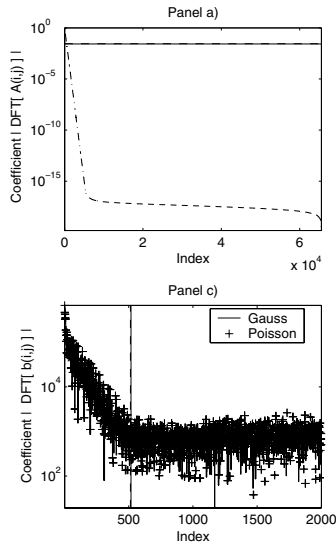 Panel a)
10^0
10^-5
10^-10
10^-15
Coefficient | DFT[ A(i,j) ] |
0 2 4 6
x 10^4
Index
Panel c)
Gauss
Poisson
10^4
10^2
Coefficient | DFT[ b(i,j) ] |
500 1000 1500 2000
Index